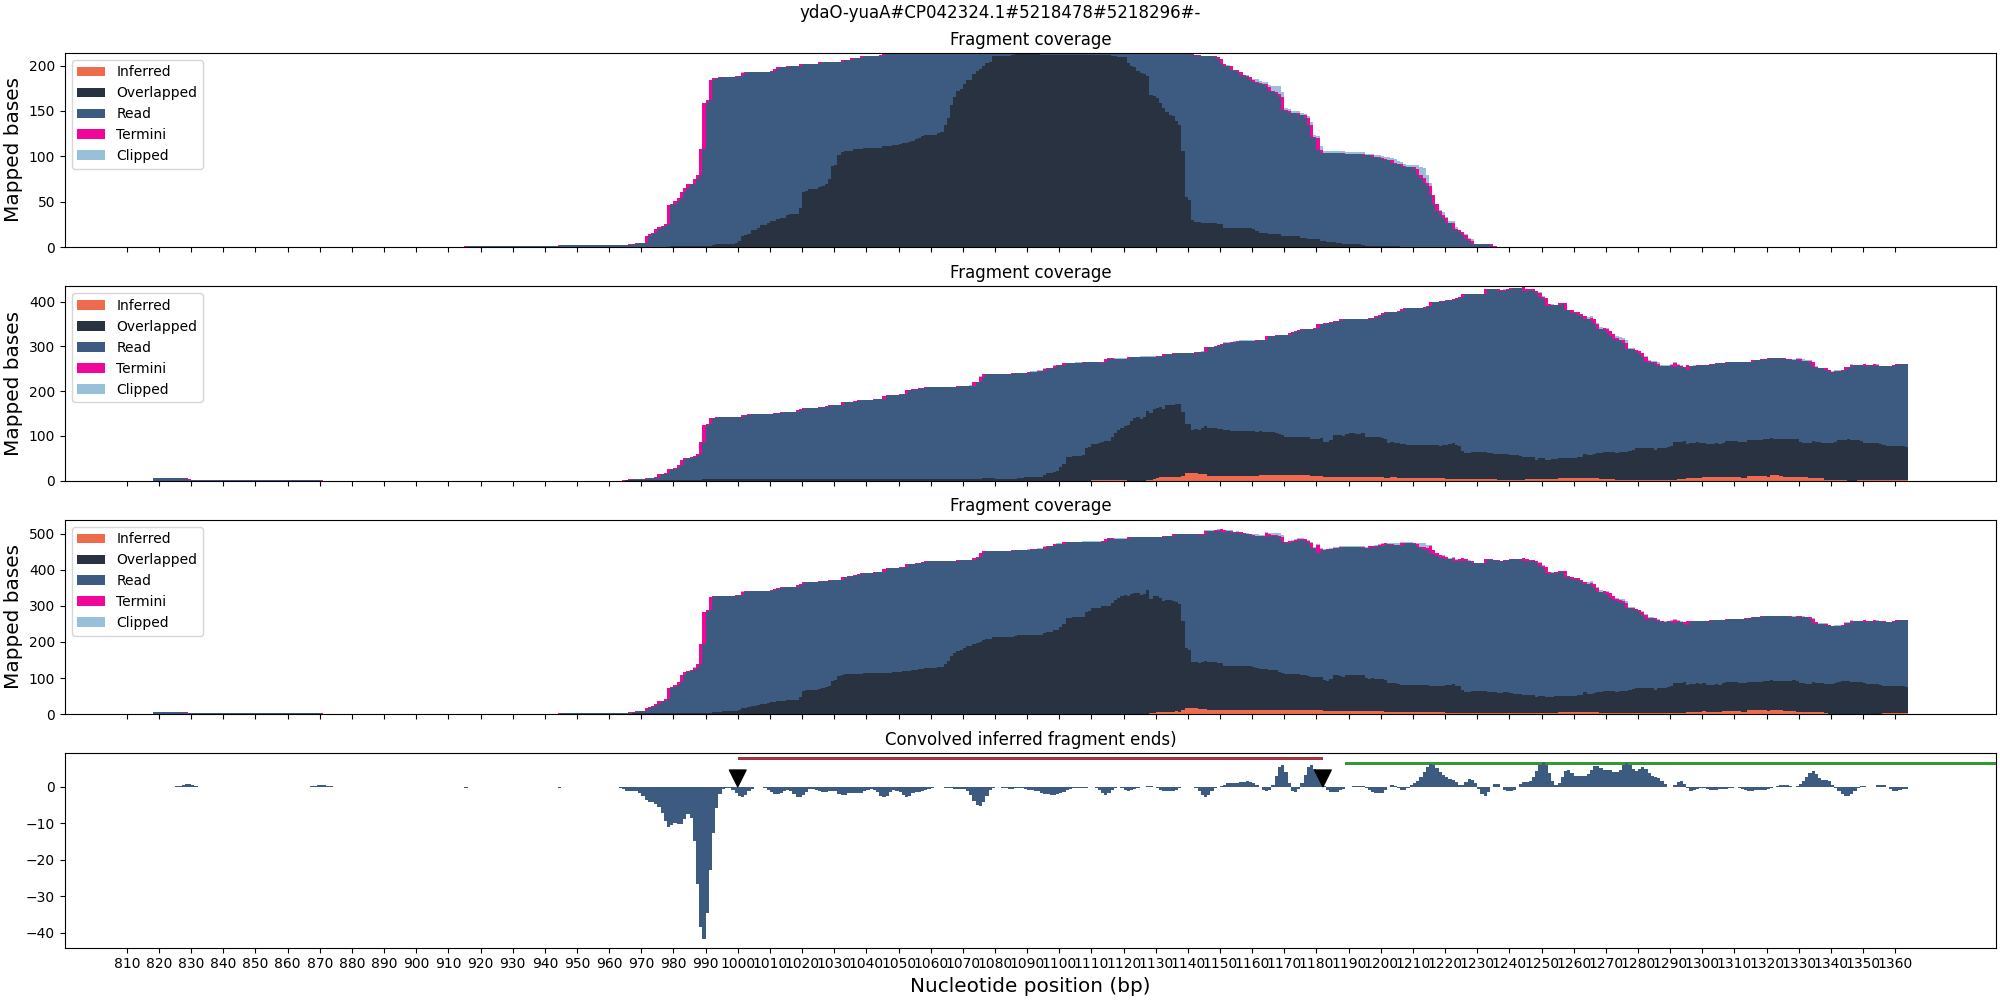 ydaO-yuaA#CP042324.1#5218478#5218296#-
Fragment coverage
Mapped bases
200
150
100
50
0
Inferred
Overlapped
Read
Termini
Clipped
Fragment coverage
Mapped bases
400
300
200
100
0
Inferred
Overlapped
Read
Termini
Clipped
Fragment coverage
Mapped bases
500
400
300
200
100
0
Inferred
Overlapped
Read
Termini
Clipped
Convolved inferred fragment ends)
0
−10
−20
−30
−40
810 820 830 840 850 860 870 880 890 900 910 920 930 940 950 960 970 980 990 1000 1010 1020 1030 1040 1050 1060 1070 1080 1090 1100 1110 1120 1130 1140 1150 1160 1170 1180 1190 1200 1210 1220 1230 1240 1250 1260 1270 1280 1290 1300 1310 1320 1330 1340 1350 1360
Nucleotide position (bp)